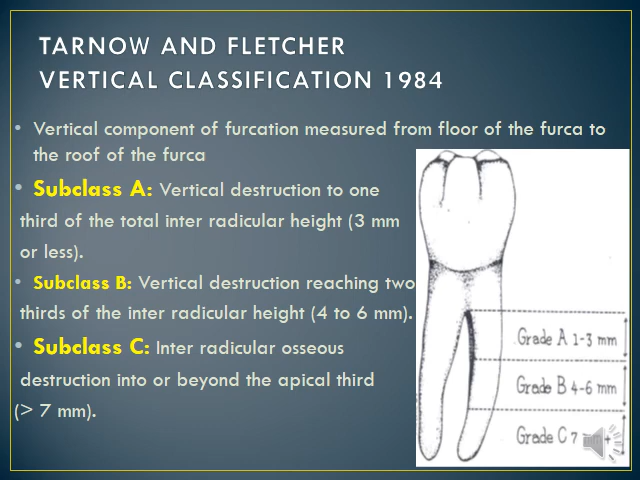 TARNOW AND FLETCHER
VERTICAL CLASSIFICATION 1984
• Vertical component of furcation measured from floor of the furca to
the roof of the furca
• Subclass A: Vertical destruction to one
third of the total inter radicular height (3 mm
or less).
• Subclass B: Vertical destruction reaching two
thirds of the inter radicular height (4 to 6 mm).
• Subclass C: Inter radicular osseous
destruction into or beyond the apical third
(> 7 mm).
Grade A 1-3 mm
Grade B 4-6 mm
Grade C 7